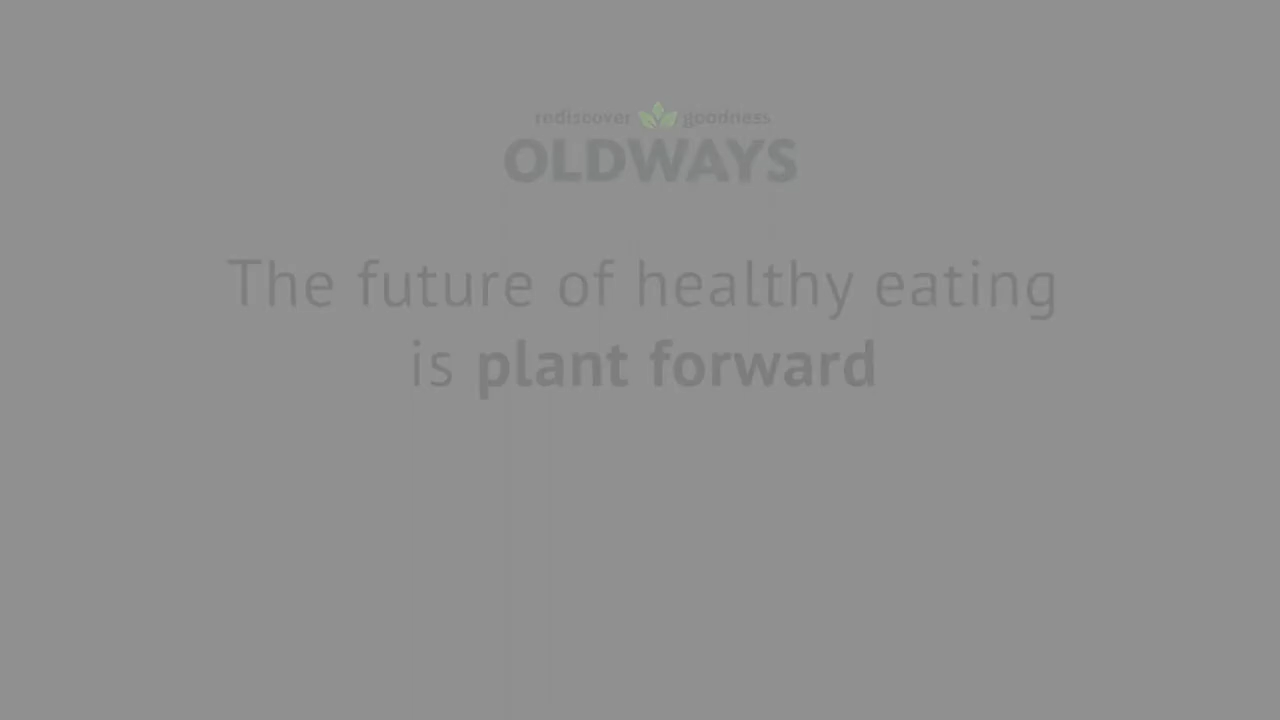 rediscover goodness
OLDWAYS
The future of healthy eating
is plant forward